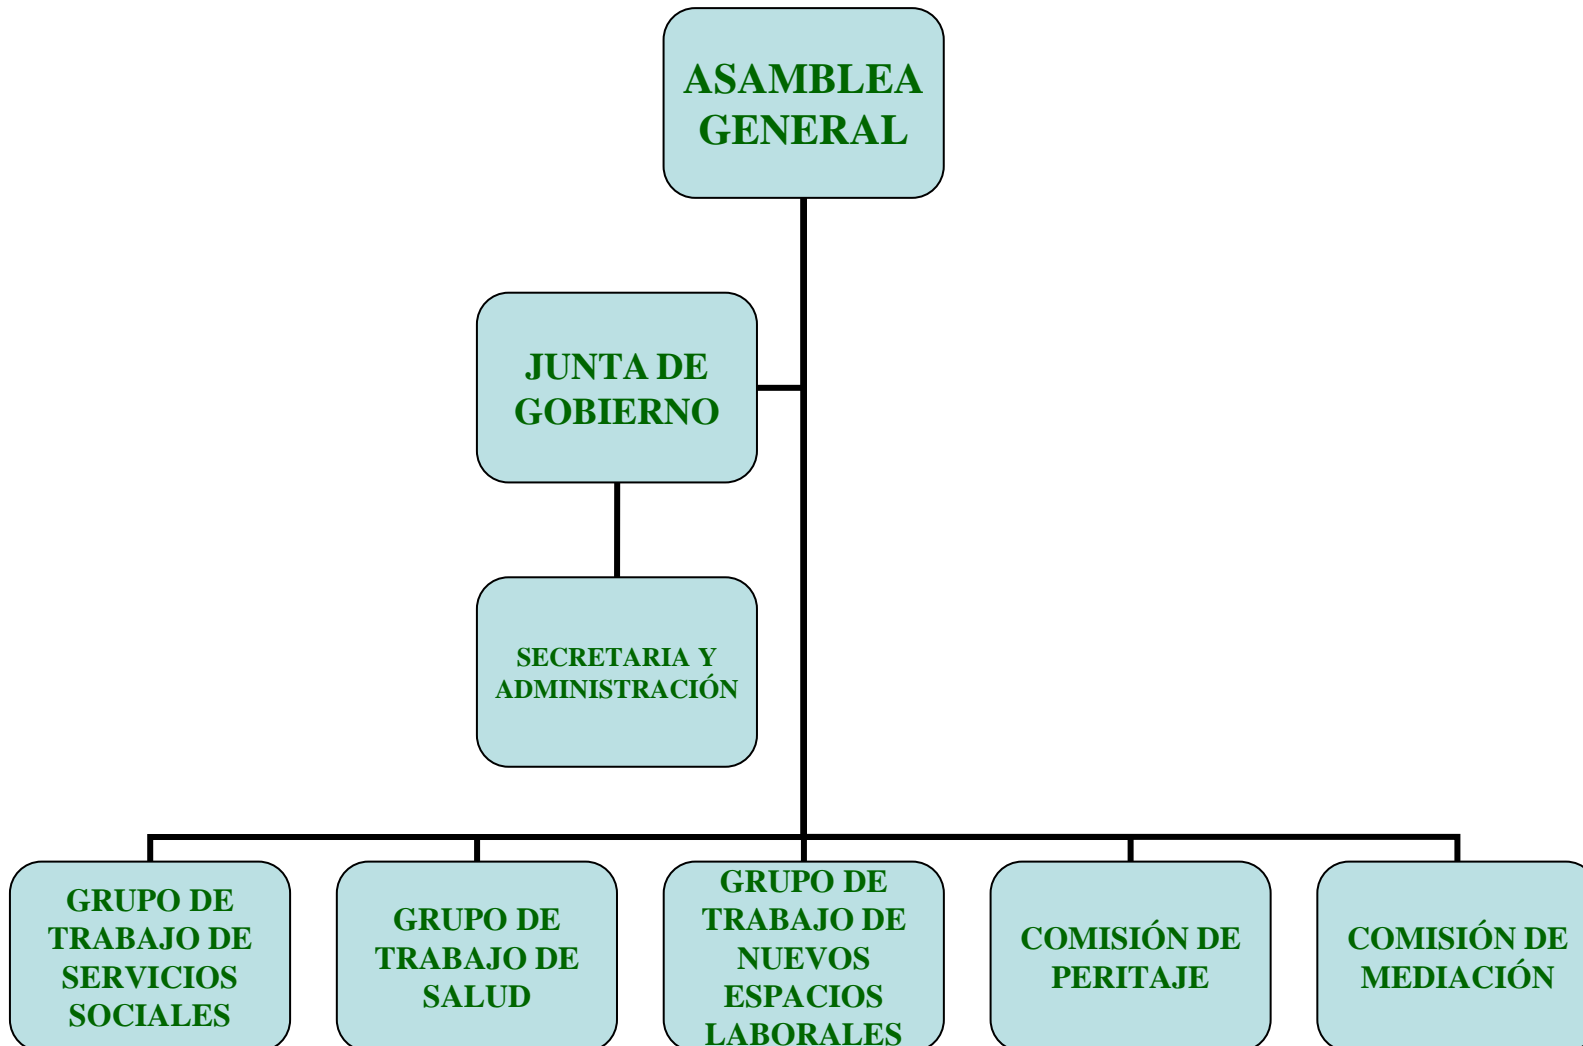 ASAMBLEA
GENERAL
JUNTA DE
GOBIERNO
SECRETARIA Y
ADMINISTRACIÓN
GRUPO DE
TRABAJO DE
SERVICIOS
SOCIALES
GRUPO DE
TRABAJO DE
SALUD
GRUPO DE
TRABAJO DE
NUEVOS
ESPACIOS
LABORALES
COMISIÓN DE
PERITAJE
COMISIÓN DE
MEDIACIÓN